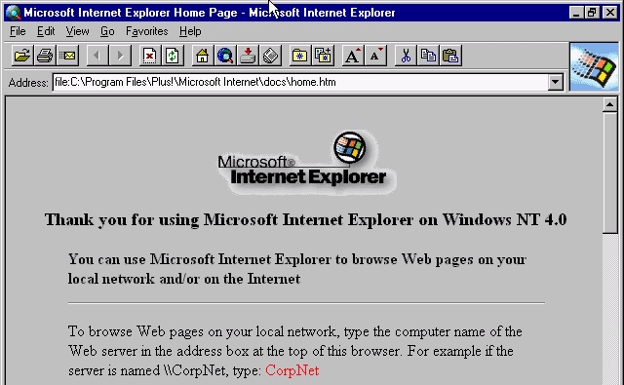 Microsoft Internet Explorer Home Page - Microsoft Internet Explorer
File Edit View Go Favorites Help
Address: file:C:\Program Files\Plus!\Microsoft Internet\docs\home.htm
Microsoft®
Internet Explorer
Thank you for using Microsoft Internet Explorer on Windows NT 4.0
You can use Microsoft Internet Explorer to browse Web pages on your
local network and/or on the Internet
To browse Web pages on your local network, type the computer name of the
Web server in the address box at the top of this browser. For example if the
server is named \\CorpNet, type: CorpNet